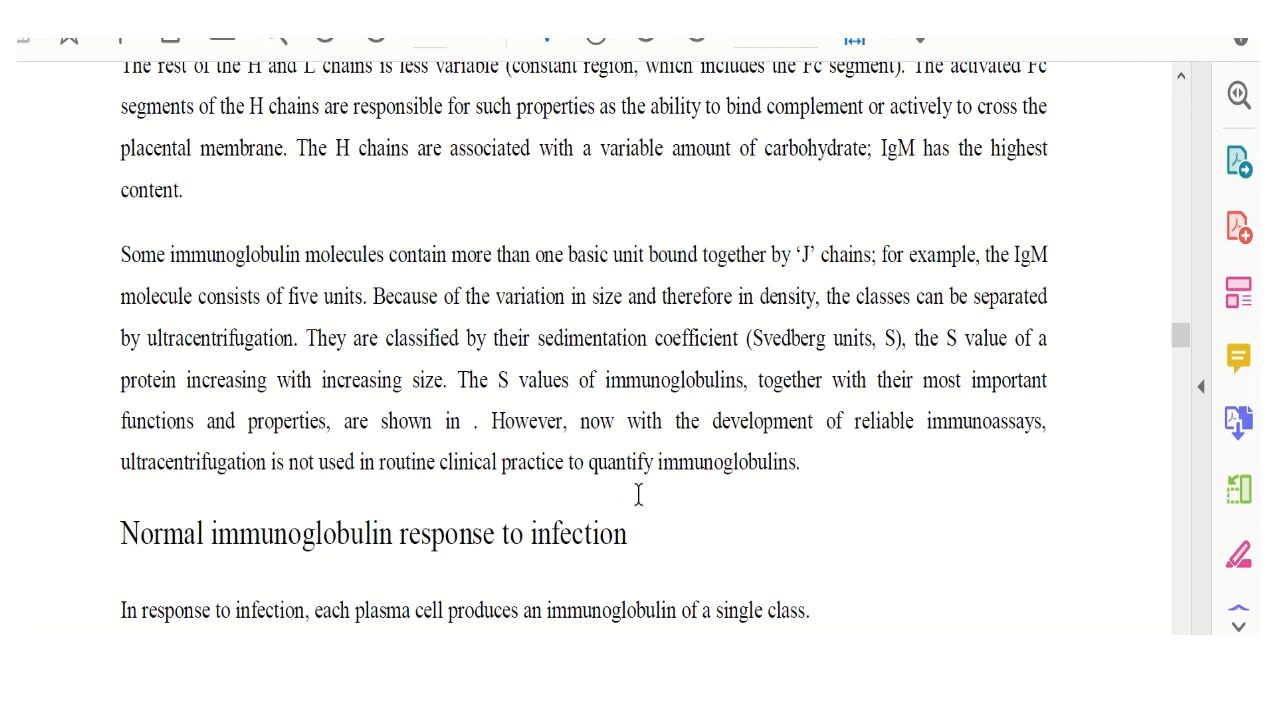 The rest of the H and L chains is less variable (constant region, which includes the Fc segment). The activated Fc
segments of the H chains are responsible for such properties as the ability to bind complement or actively to cross the
placental membrane. The H chains are associated with a variable amount of carbohydrate; IgM has the highest
content.
Some immunoglobulin molecules contain more than one basic unit bound together by ‘J’ chains; for example, the IgM
molecule consists of five units. Because of the variation in size and therefore in density, the classes can be separated
by ultracentrifugation. They are classified by their sedimentation coefficient (Svedberg units, S), the S value of a
protein increasing with increasing size. The S values of immunoglobulins, together with their most important
functions and properties, are shown in . However, now with the development of reliable immunoassays,
ultracentrifugation is not used in routine clinical practice to quantify immunoglobulins.
Normal immunoglobulin response to infection
In response to infection, each plasma cell produces an immunoglobulin of a single class.